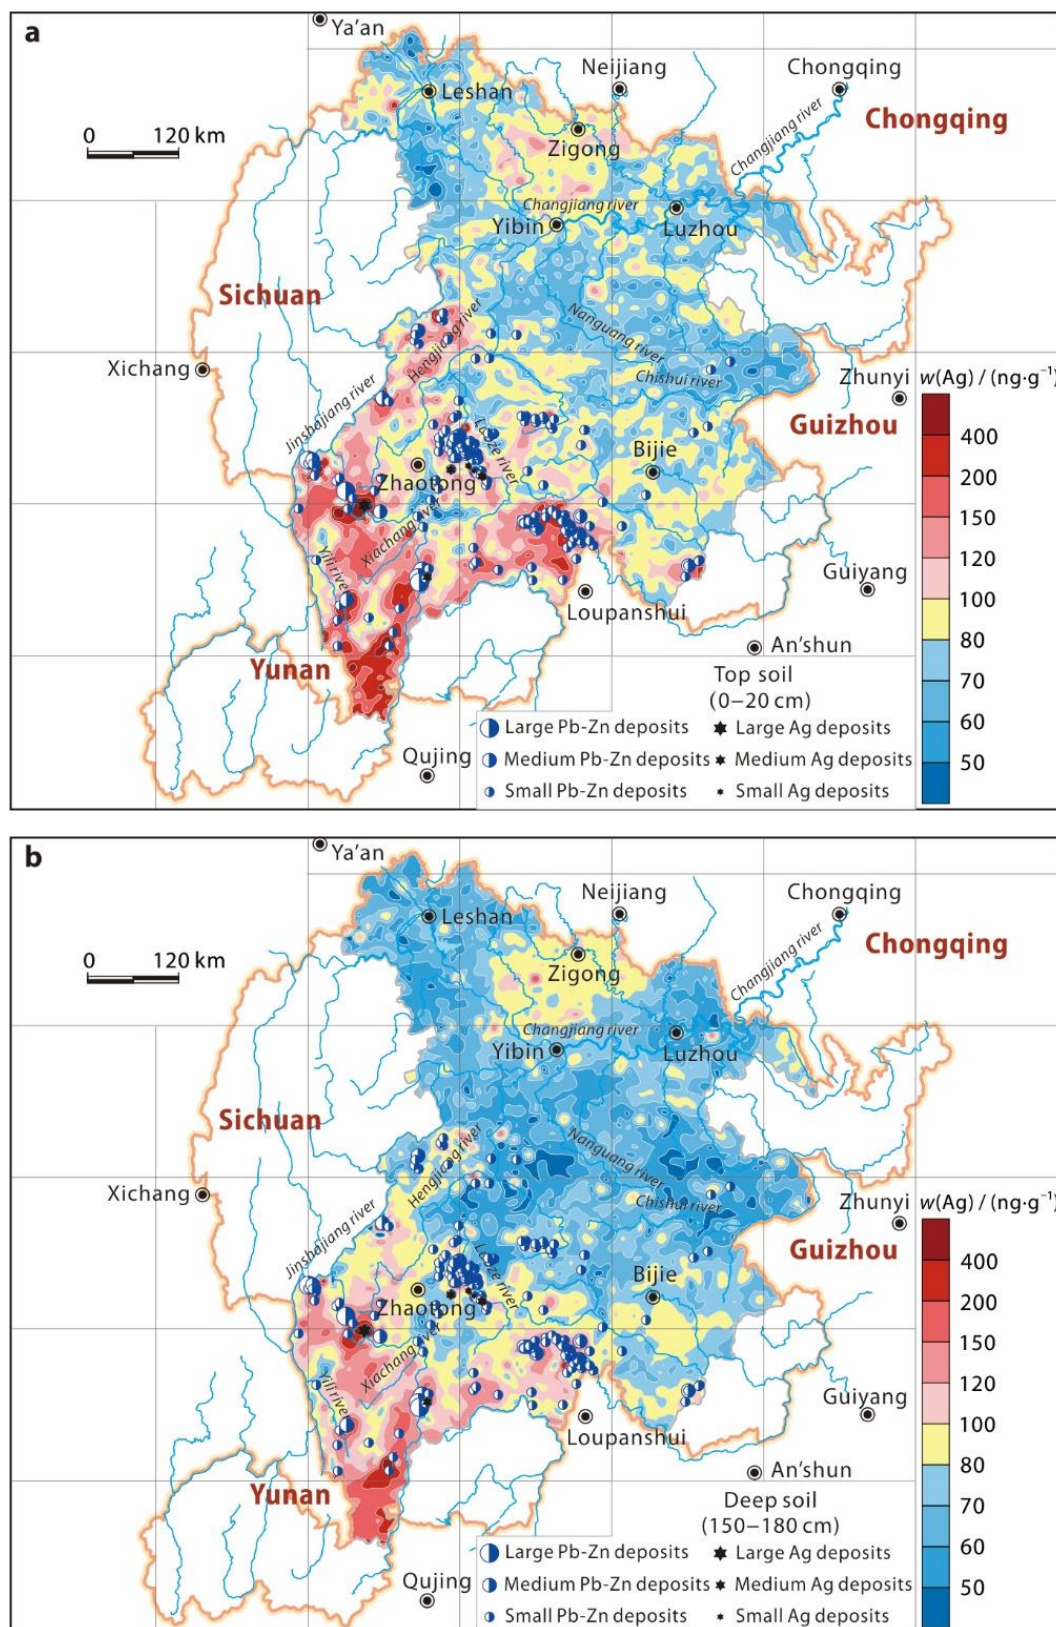 a
Ya'an
Neijiang
Chongqing
Leshan
Chongqing
0 120 km
Zigong
Changjiang river
Changjiang river
Yibin
Luzhou
Sichuan
Nanguang river
Hengjiang river
Xichang
Chishui river
Zhunyi
w(Ag) / (ng·g⁻¹)
Jinshajiang river
Guizhou
400
Luoze river
Bijie
200
Zhaotong
150
Xiachang river
120
Yili river
Guiyang
100
Loupanshui
80
An'shun
Yunan
Top soil
70
(0–20 cm)
60
Large Pb-Zn deposits
Large Ag deposits
Qujing
Medium Pb-Zn deposits
Medium Ag deposits
50
Small Pb-Zn deposits
Small Ag deposits
b
Ya'an
Neijiang
Chongqing
Leshan
Chongqing
0 120 km
Zigong
Changjiang river
Changjiang river
Yibin
Luzhou
Sichuan
Nanguang river
Hengjiang river
Xichang
Chishui river
Zhunyi
w(Ag) / (ng·g⁻¹)
Jinshajiang river
Guizhou
400
Luoze river
Bijie
200
Zhaotong
150
Xiachang river
120
Yili river
Guiyang
100
Loupanshui
80
An'shun
Yunan
Deep soil
70
(150–180 cm)
60
Large Pb-Zn deposits
Large Ag deposits
Qujing
Medium Pb-Zn deposits
Medium Ag deposits
50
Small Pb-Zn deposits
Small Ag deposits